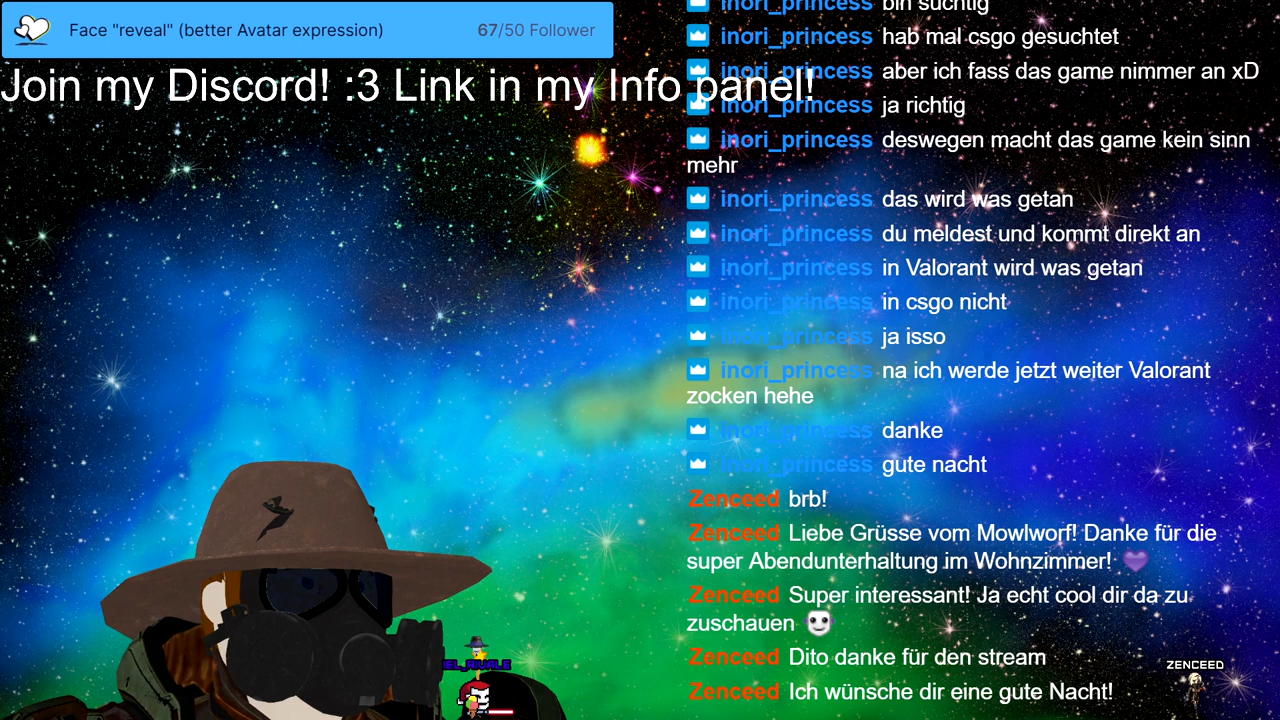 Face "reveal" (better Avatar expression) 67/50 Follower
Join my Discord! :3 Link in my Info panel!
inori_princess bin süchtig
inori_princess hab mal csgo gesuchtet
inori_princess aber ich fass das game nimmer an xD
inori_princess ja richtig
inori_princess deswegen macht das game kein sinn
mehr
inori_princess das wird was getan
inori_princess du meldest und kommt direkt an
inori_princess in Valorant wird was getan
inori_princess in csgo nicht
inori_princess ja isso
inori_princess na ich werde jetzt weiter Valorant
zocken hehe
inori_princess danke
inori_princess gute nacht
Zenceed brb!
Zenceed Liebe Grüsse vom Mowlworf! Danke für die
super Abendunterhaltung im Wohnzimmer! 💜
Zenceed Super interessant! Ja echt cool dir da zu
zuschauen
Zenceed Dito danke für den stream
Zenceed Ich wünsche dir eine gute Nacht!
ZENCEED